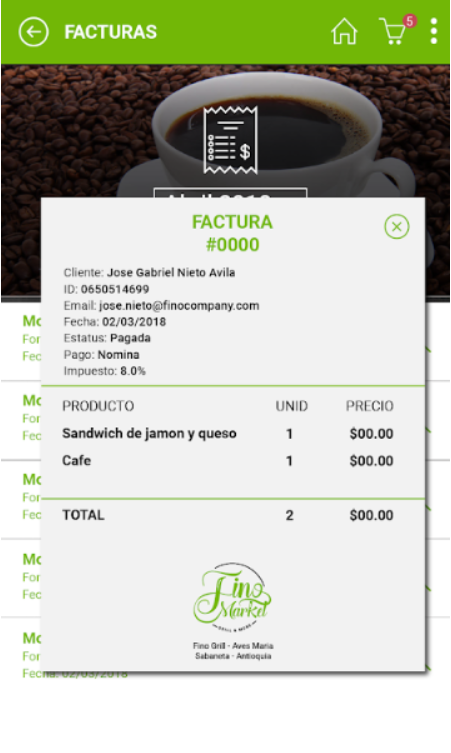 FACTURAS
5
$
FACTURA
#0000
Cliente: Jose Gabriel Nieto Avila
ID: 0650514699
Email: jose.nieto@finocompany.com
Fecha: 02/03/2018
Estatus: Pagada
Pago: Nomina
Impuesto: 8.0%
PRODUCTO UNID PRECIO
Sandwich de jamon y queso 1 $00.00
Cafe 1 $00.00
TOTAL 2 $00.00
Fino
Market
Fino Grill - Aves Maria
Sabaneta - Antioquia
Mo
For
Fec
Mo
For
Fec
Mo
For
Fec
Mo
For
Fec
Mo
For
Fecha: 02/03/2018